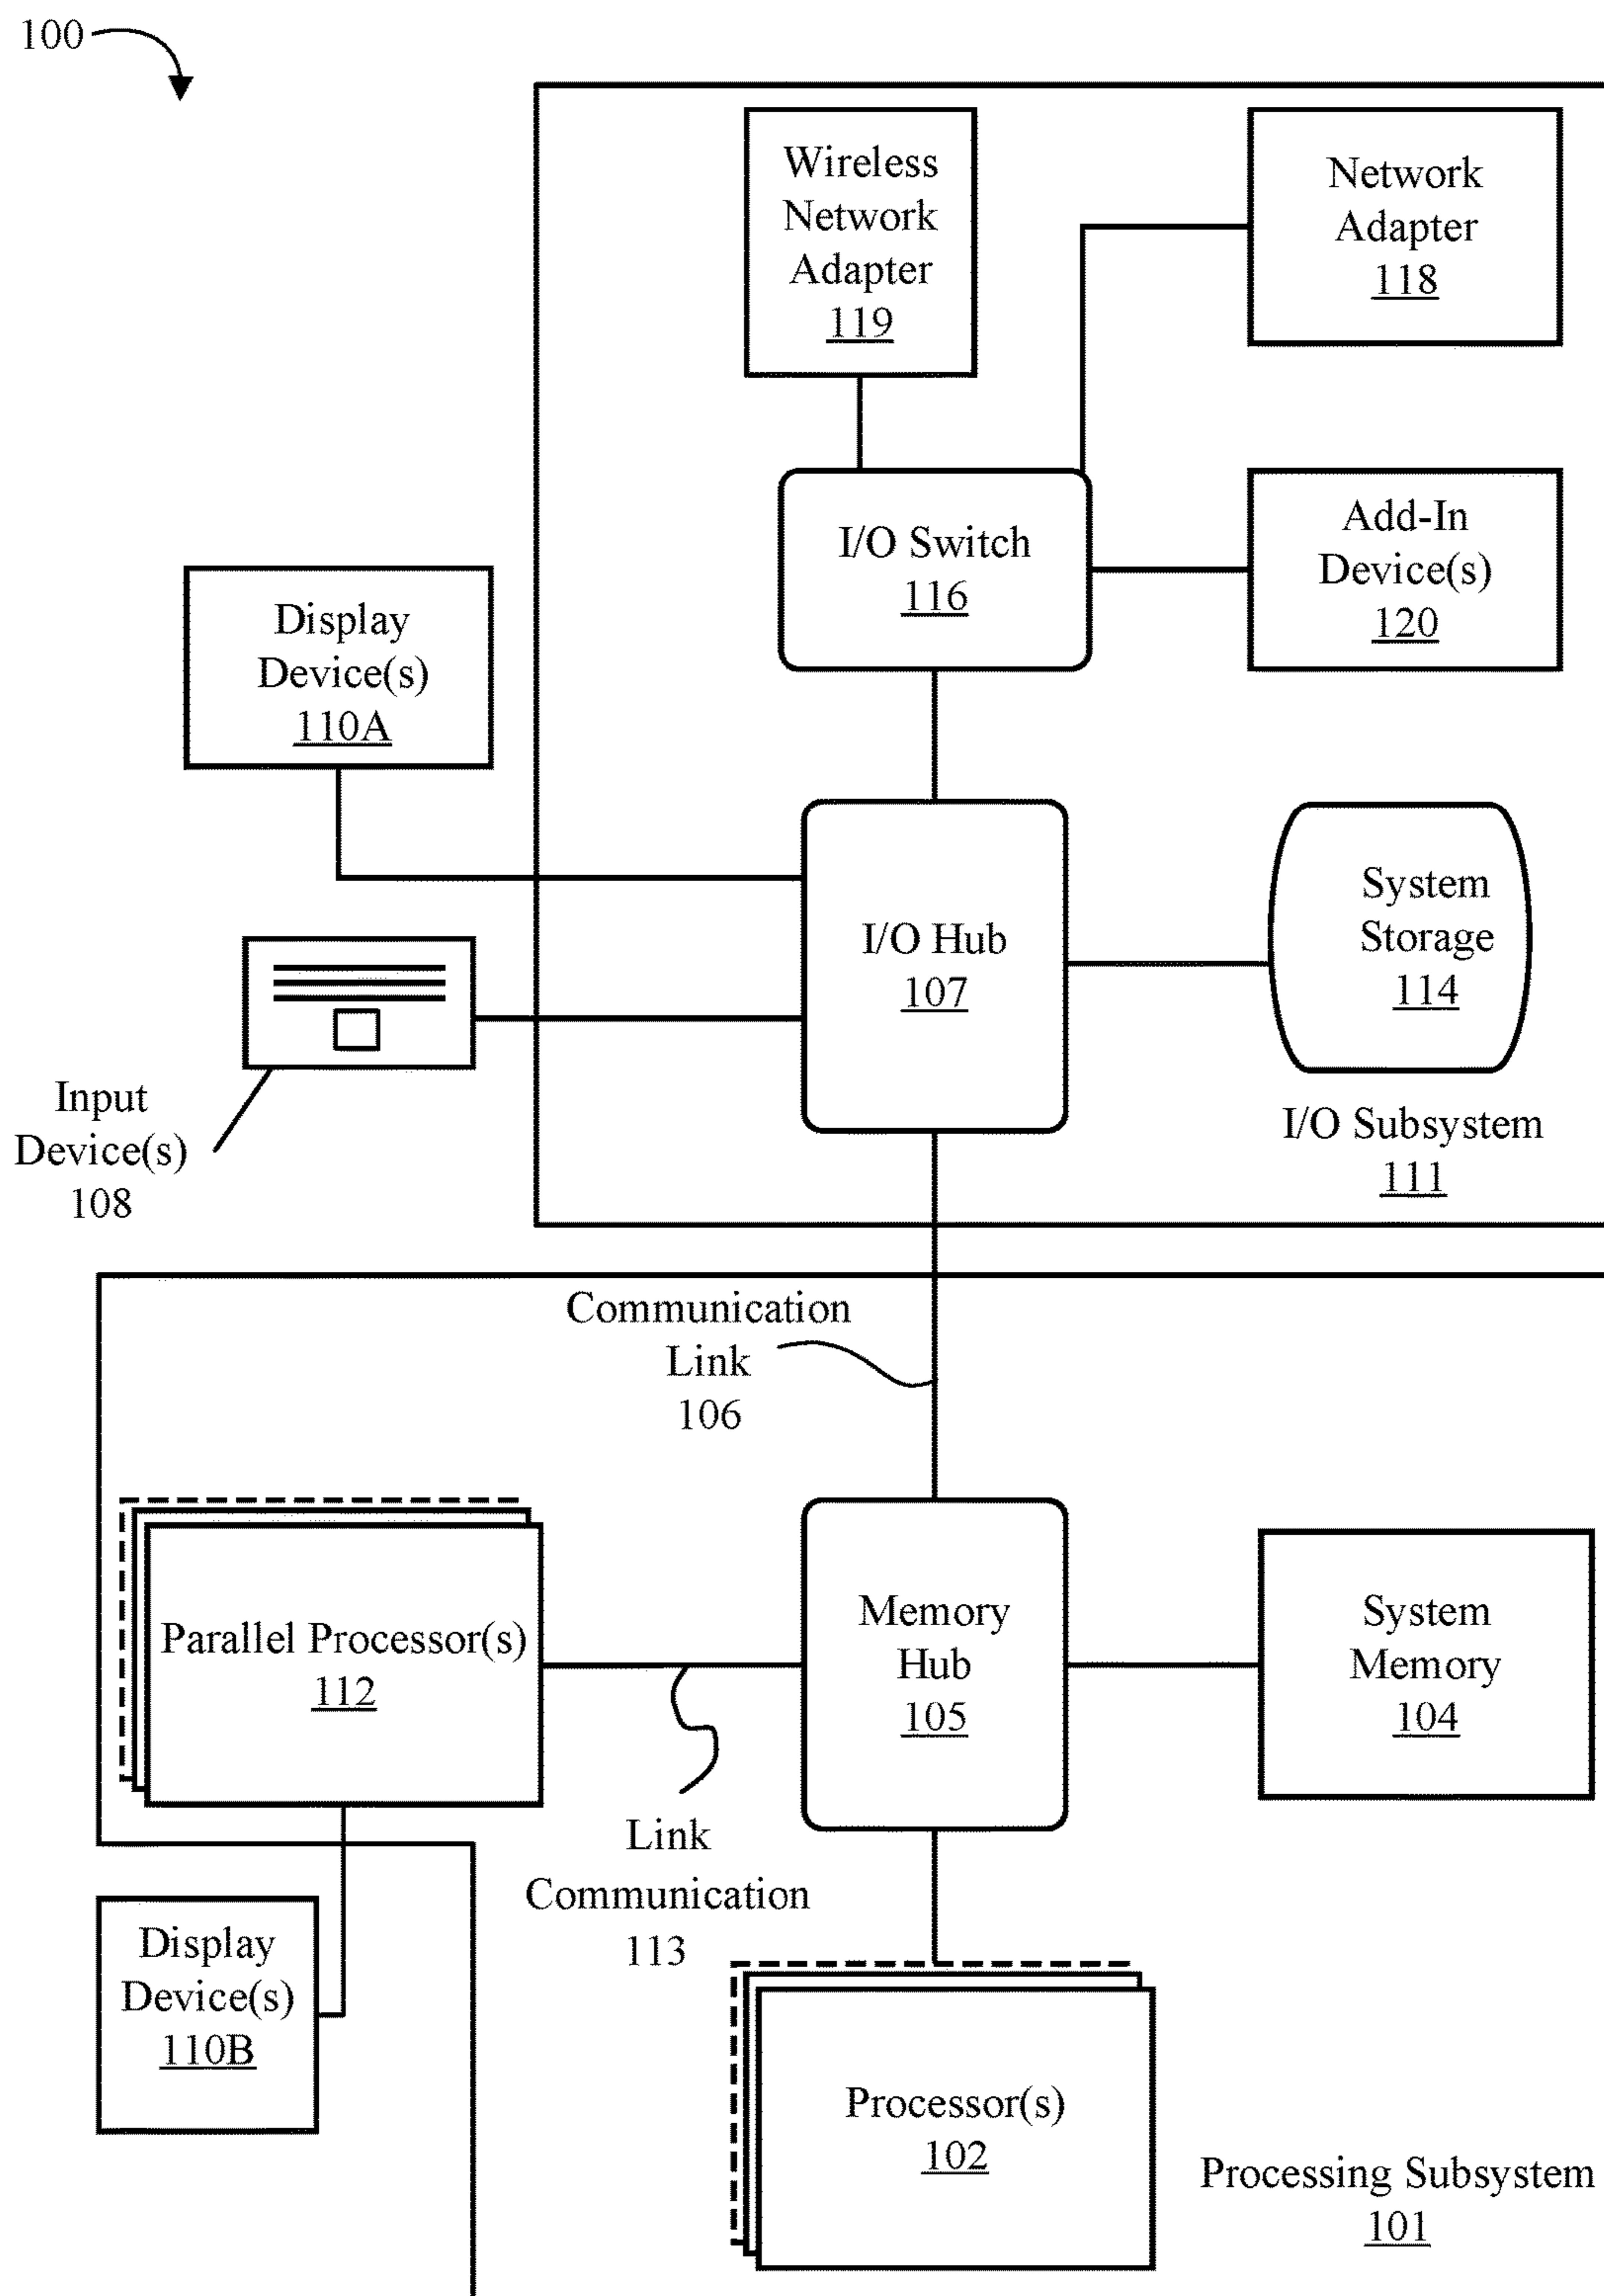 100
Wireless
Network
Adapter
119
Network
Adapter
118
I/O Switch
116
Add-In
Device(s)
120
Display
Device(s)
110A
I/O Hub
107
System
Storage
114
Input
Device(s)
108
I/O Subsystem
111
Communication
Link
106
Parallel Processor(s)
112
Memory
Hub
105
System
Memory
104
Link
Communication
113
Display
Device(s)
110B
Processor(s)
102
Processing Subsystem
101